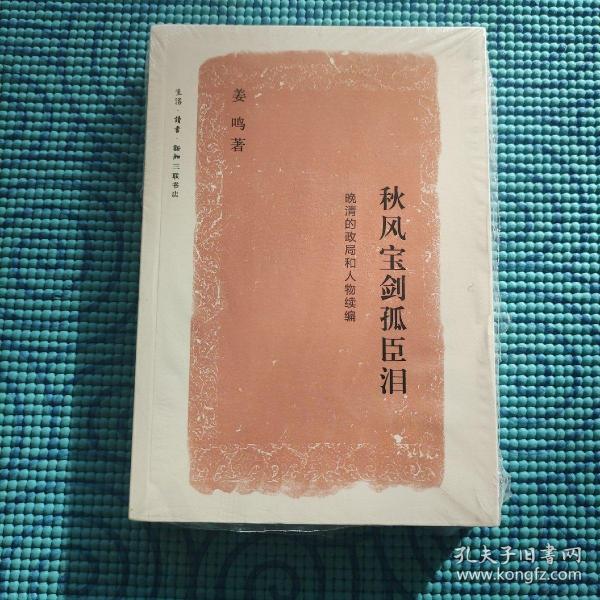 秋风宝剑孤臣泪
晚清的政局和人物续编
姜鸣著
生活·读书·新知三联书店
孔夫子旧书网
www.kongfz.com